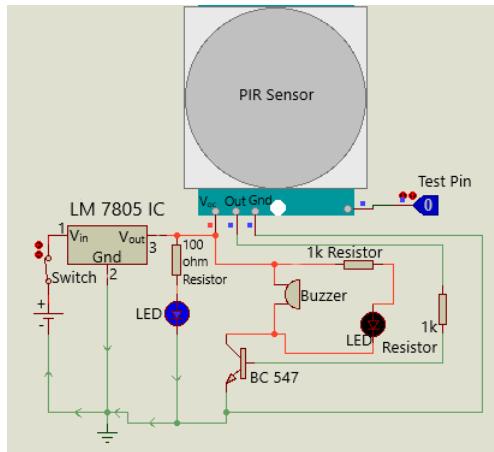 PIR Sensor
Vcc Out Gnd
Test Pin
0
LM 7805 IC
1 Vin Vout 3
Gnd
2
Switch
+
-
100
ohm
Resistor
LED
1k Resistor
Buzzer
LED
Resistor
1k
BC 547